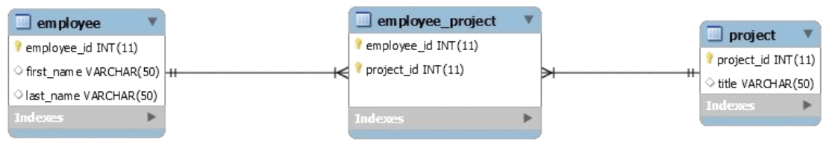 employee
employee_id INT(11)
first_name VARCHAR(50)
last_name VARCHAR(50)
Indexes
employee_project
employee_id INT(11)
project_id INT(11)
Indexes
project
project_id INT(11)
title VARCHAR(50)
Indexes